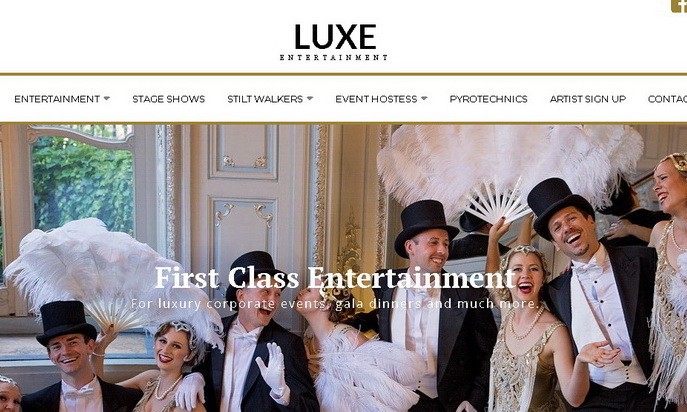 LUXE
ENTERTAINMENT
ENTERTAINMENT STAGE SHOWS STILT WALKERS EVENT HOSTESS PYROTECHNICS ARTIST SIGN UP CONTAC
First Class Entertainment
For luxury corporate events, gala dinners and much more.